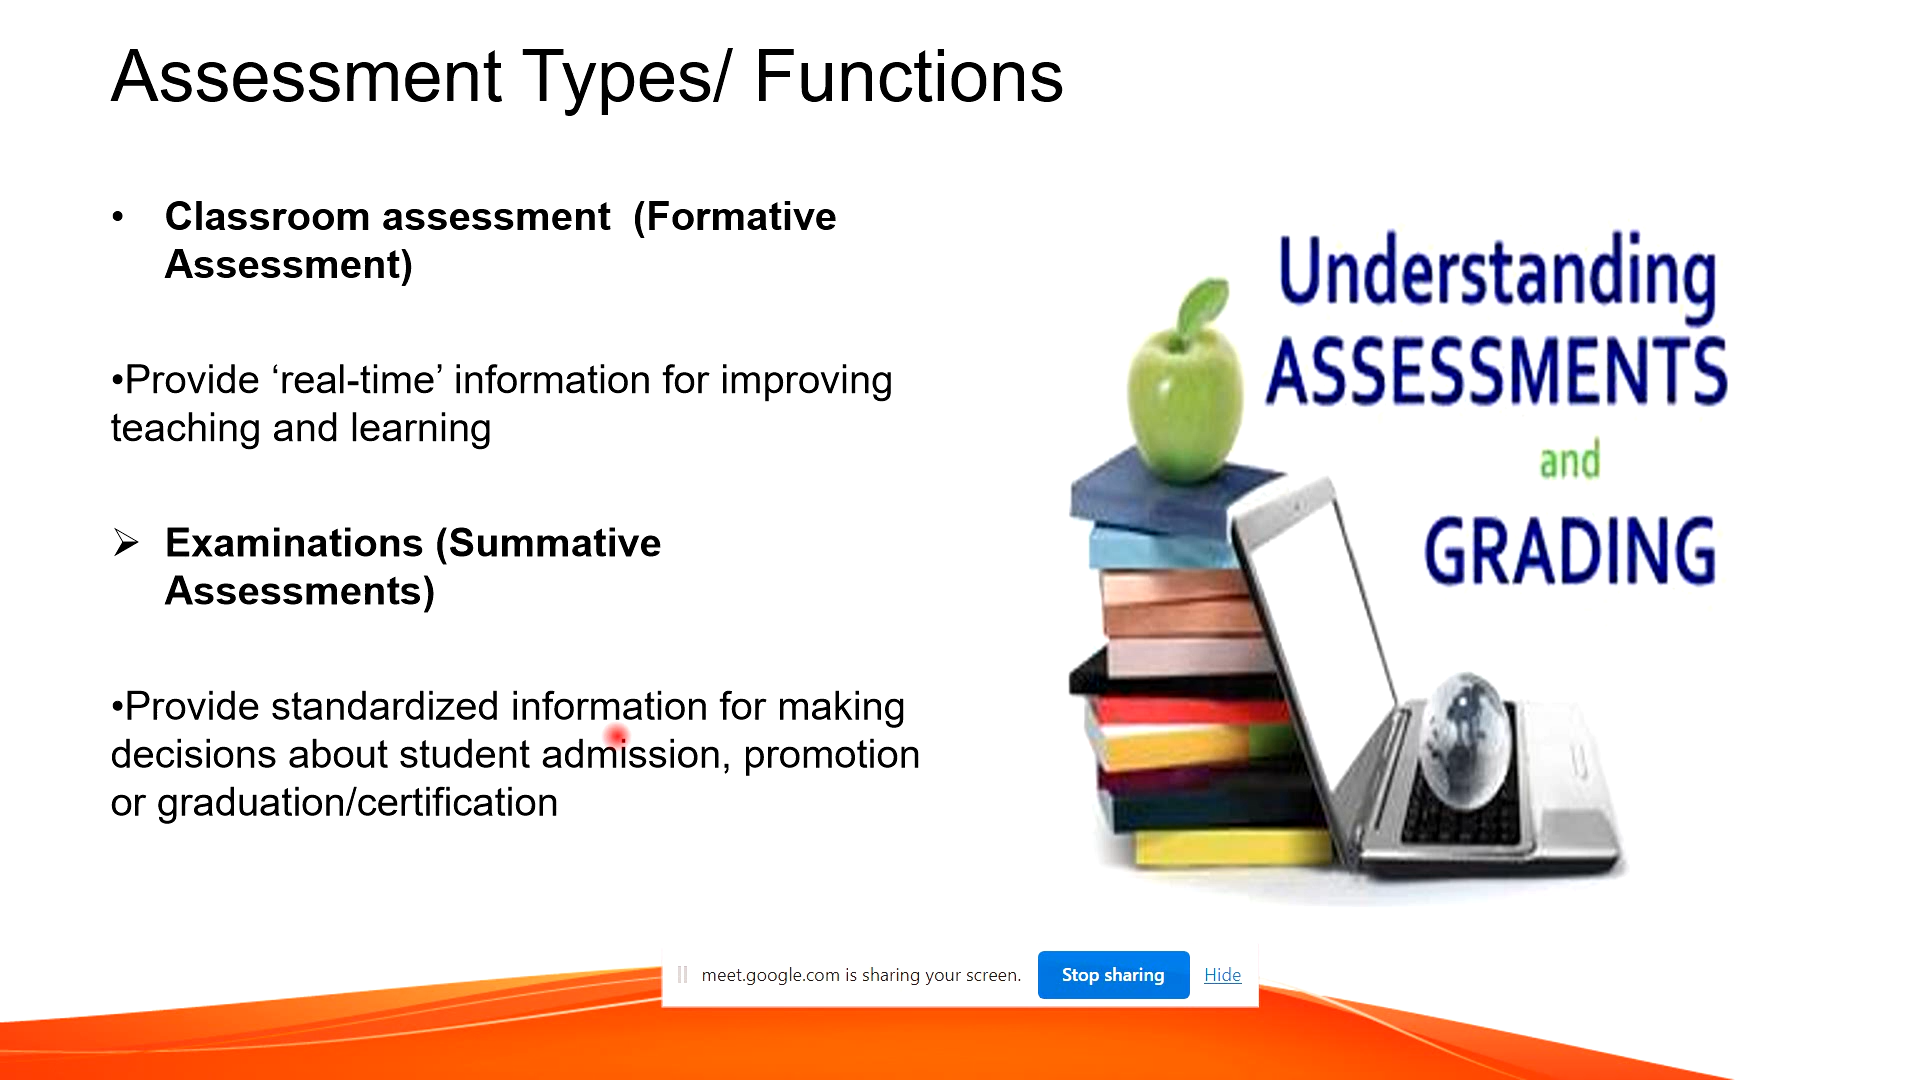 Assessment Types/ Functions
• Classroom assessment  (Formative
Assessment)
•Provide ‘real-time’ information for improving
teaching and learning
➢ Examinations (Summative
Assessments)
•Provide standardized information for making
decisions about student admission, promotion
or graduation/certification
Understanding
ASSESSMENTS
and
GRADING
meet.google.com is sharing your screen. Stop sharing Hide